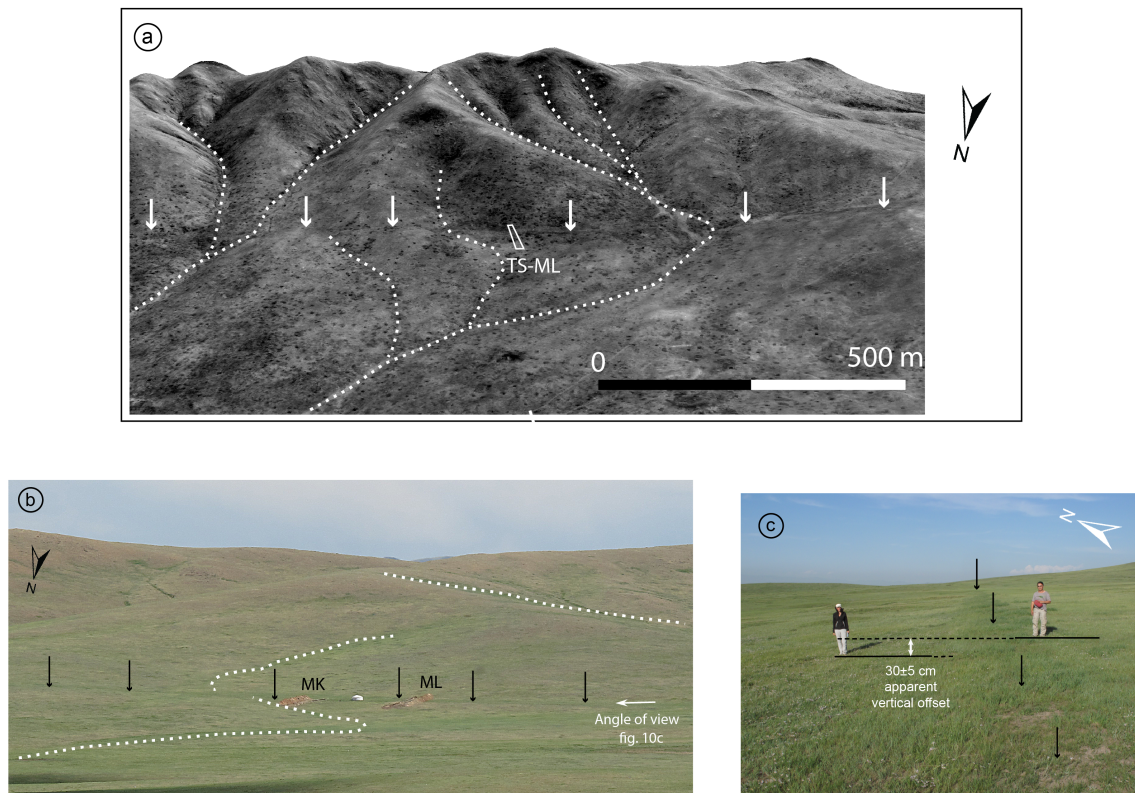 a
N
TS-ML
0
500 m
b
N
MK
ML
Angle of view
fig. 10c
c
N
30±5 cm
apparent
vertical offset